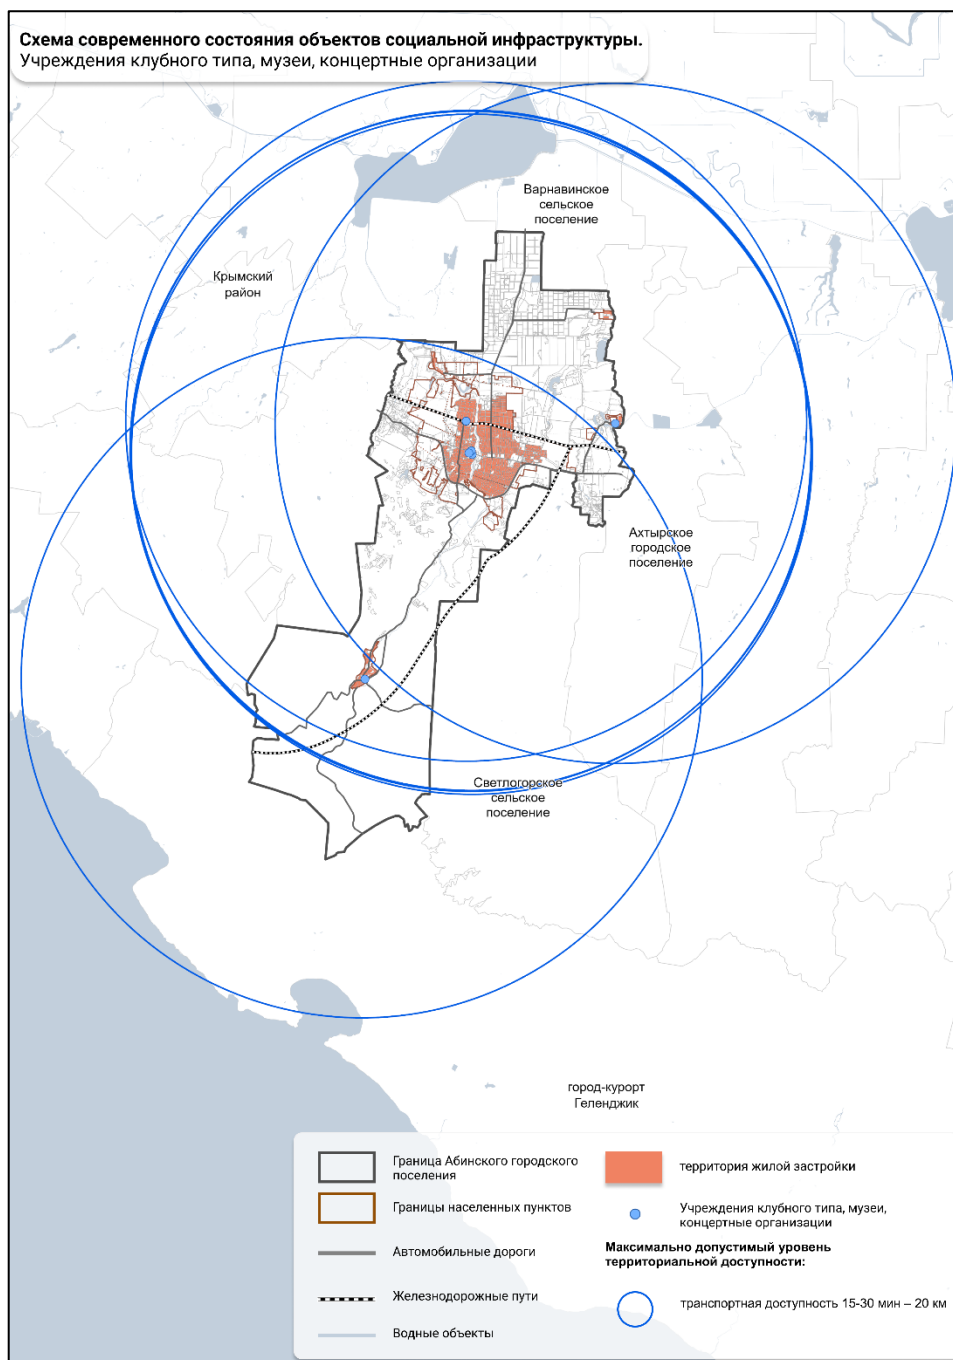 Схема современного состояния объектов социальной инфраструктуры.
Учреждения клубного типа, музеи, концертные организации
Варнавинское
сельское
поселение
Крымский
район
Ахтырское
городское
поселение
Светлогорское
сельское
поселение
город-курорт
Геленджик
Граница Абинского городского
поселения
Границы населенных пунктов
Автомобильные дороги
Железнодорожные пути
Водные объекты
территория жилой застройки
Учреждения клубного типа, музеи,
концертные организации
Максимально допустимый уровень
территориальной доступности:
транспортная доступность 15-30 мин – 20 км